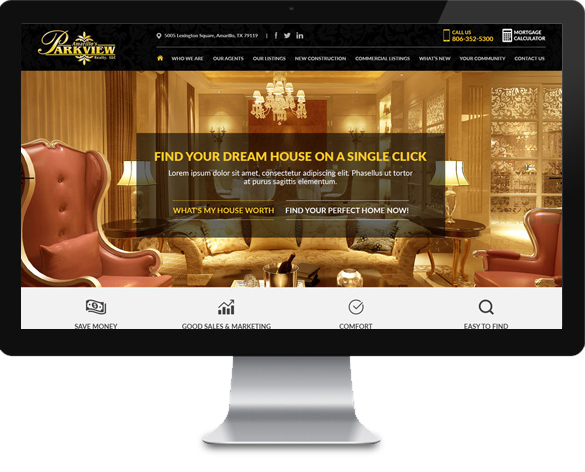 Amarillo's
PARKVIEW
Realty, LLC
5005 Lexington Square, Amarillo, TX 79119
CALL US
806-352-5300
MORTGAGE
CALCULATOR
WHO WE ARE
OUR AGENTS
OUR LISTINGS
NEW CONSTRUCTION
COMMERCIAL LISTINGS
WHAT'S NEW
YOUR COMMUNITY
CONTACT US
FIND YOUR DREAM HOUSE ON A SINGLE CLICK
Lorem ipsum dolor sit amet, consectetur adipiscing elit. Phasellus ut tortor
at purus sagittis elementum.
WHAT'S MY HOUSE WORTH
FIND YOUR PERFECT HOME NOW!
SAVE MONEY
GOOD SALES & MARKETING
COMFORT
EASY TO FIND